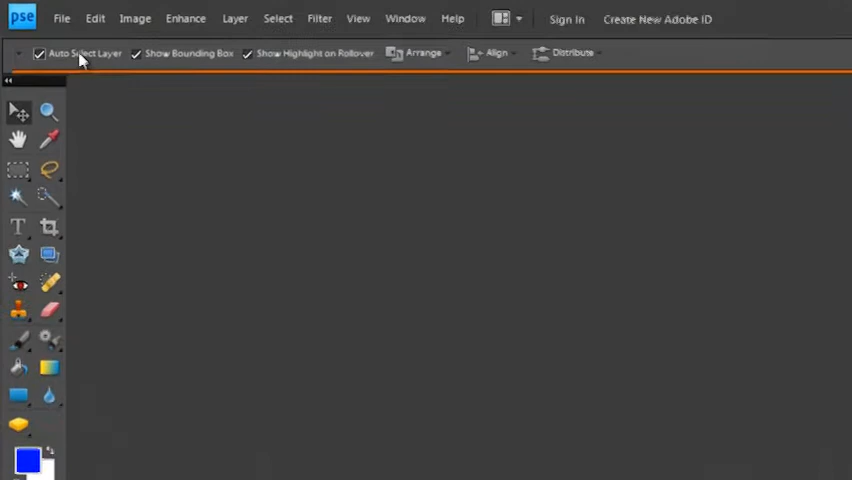 pse File Edit Image Enhance Layer Select Filter View Window Help Sign In Create New Adobe ID
Auto Select Layer Show Bounding Box Show Highlight on Rollover Arrange Align Distribute
T